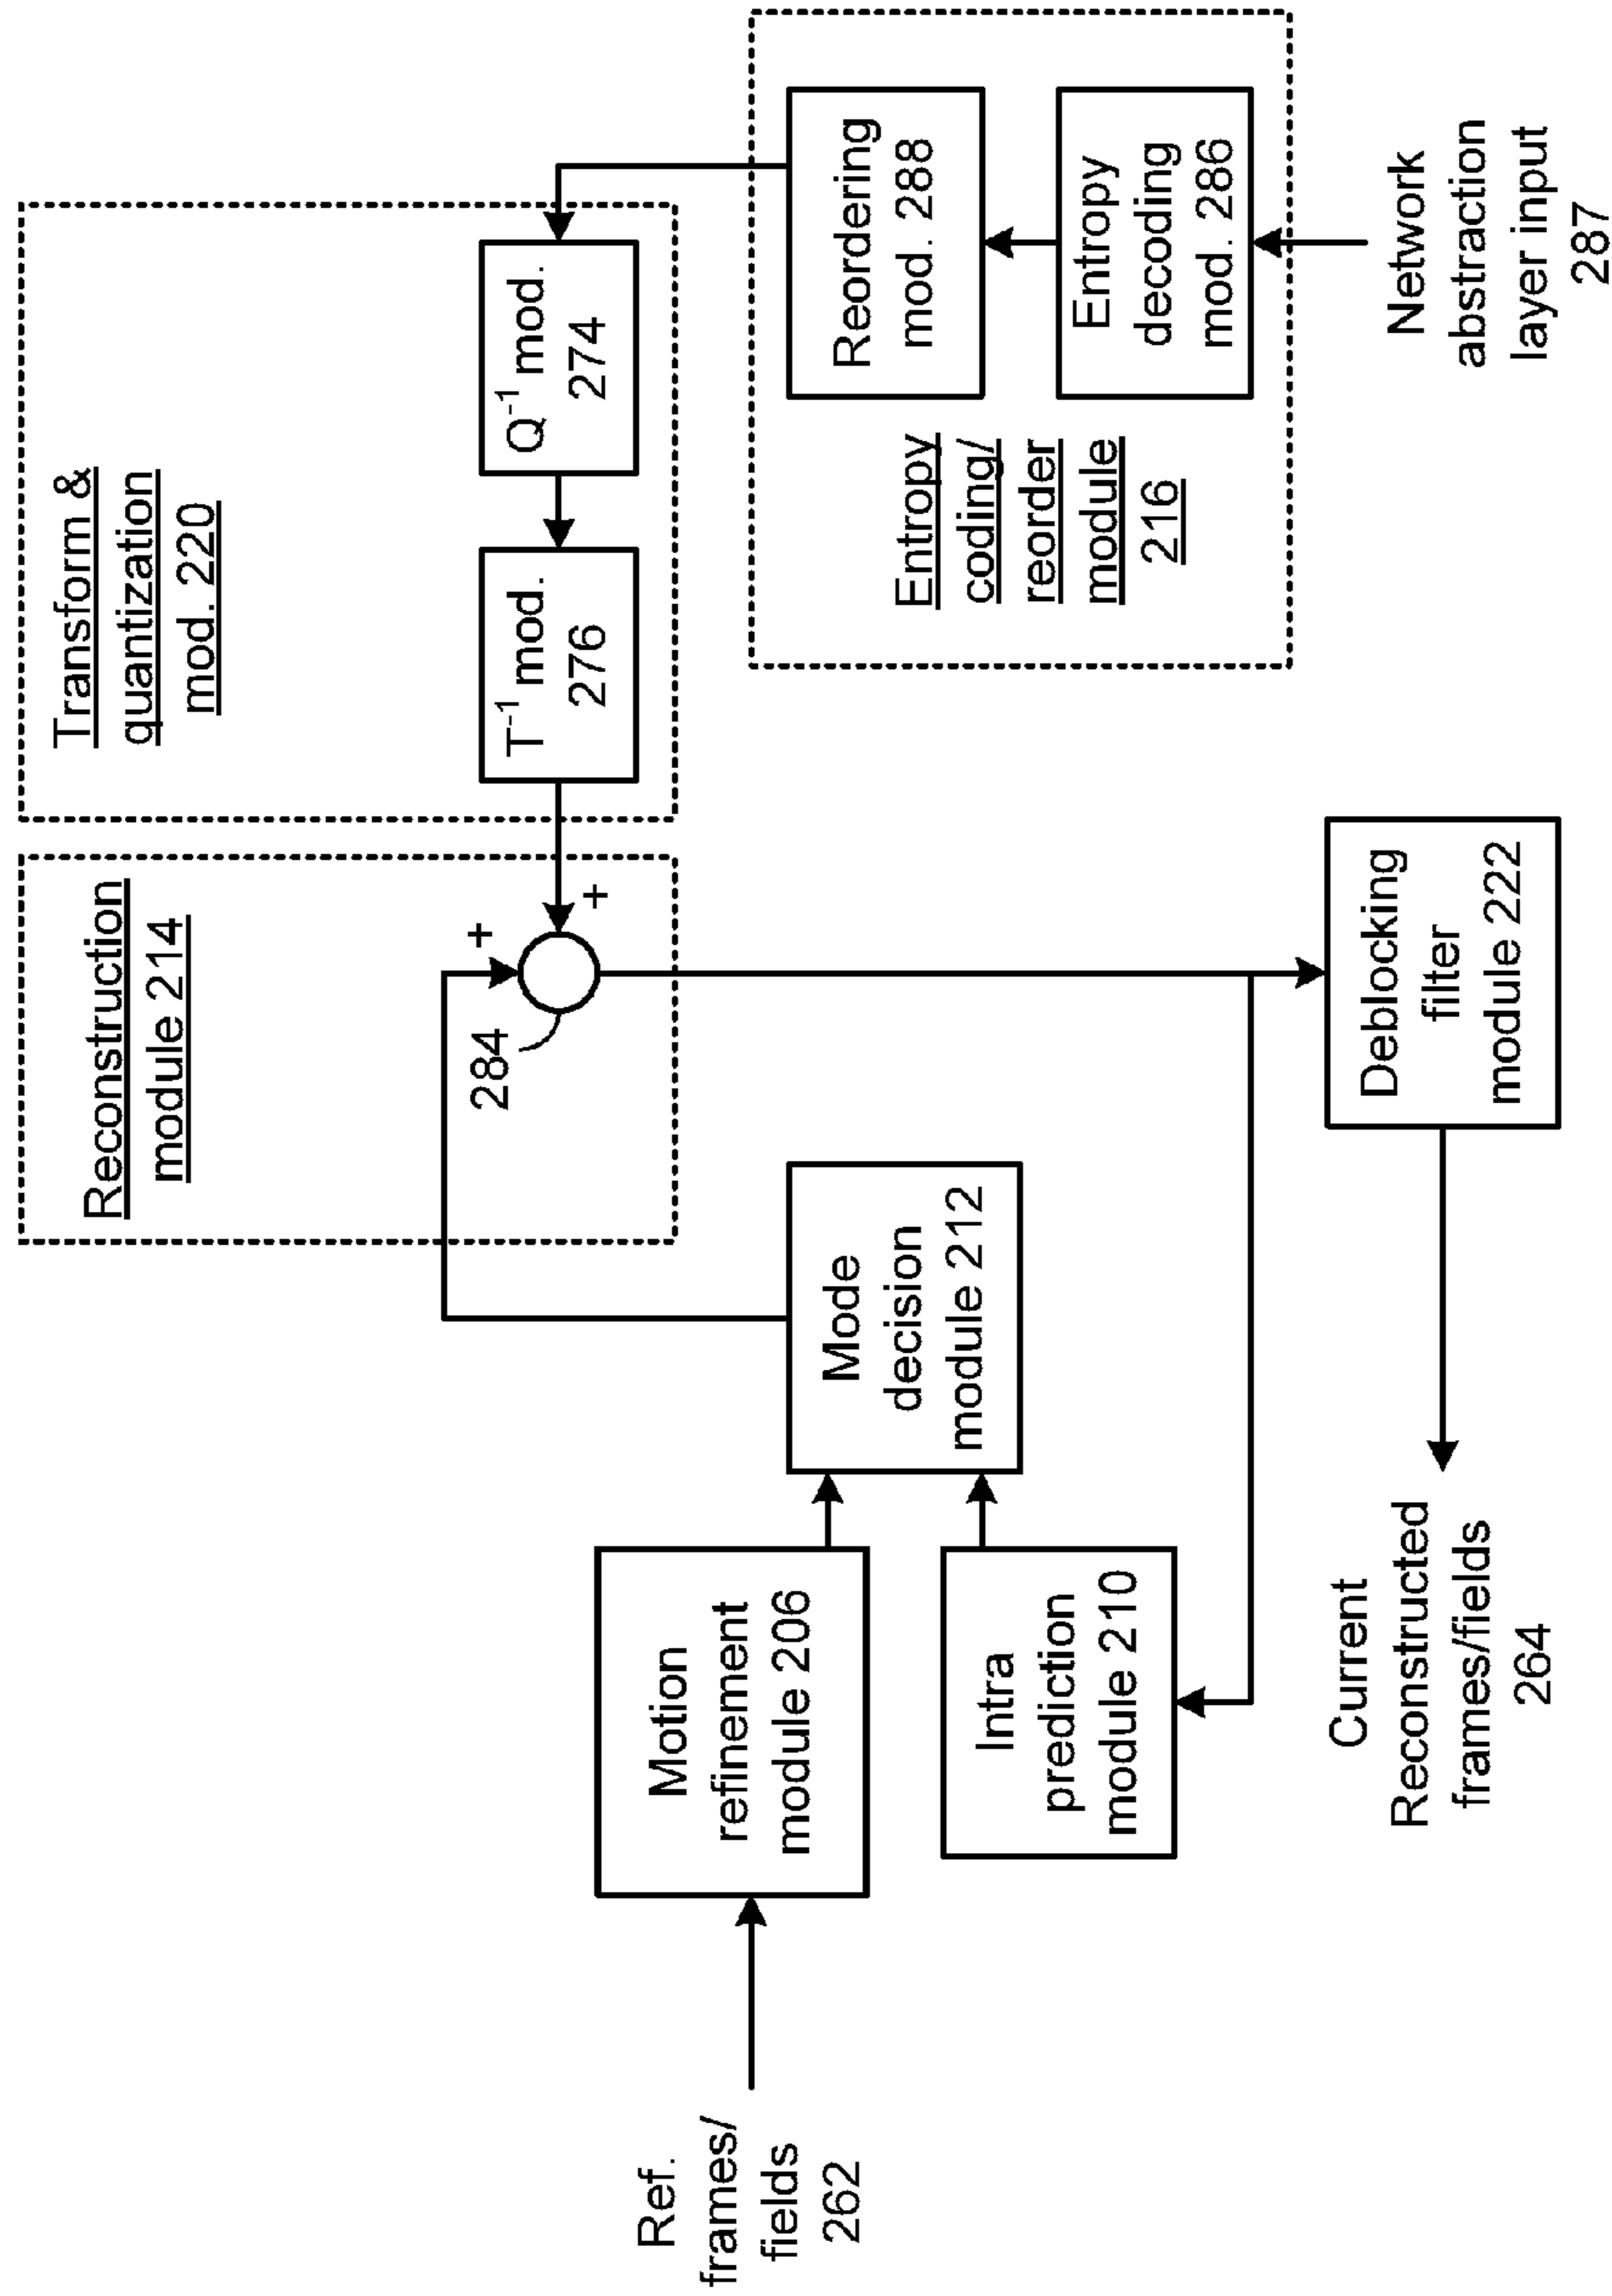 Ref.
frames/
fields
262
Motion
refinement
module 206
Intra
prediction
module 210
Mode
decision
module 212
Reconstruction
module 214
284
+
+
Transform &
quantization
mod. 220
T-1 mod.
276
Q-1 mod.
274
Entropy
coding/
reorder
module
216
Reordering
mod. 288
Entropy
decoding
mod. 286
Network
abstraction
layer input
287
Deblocking
filter
module 222
Current
Reconstructed
frames/fields
264